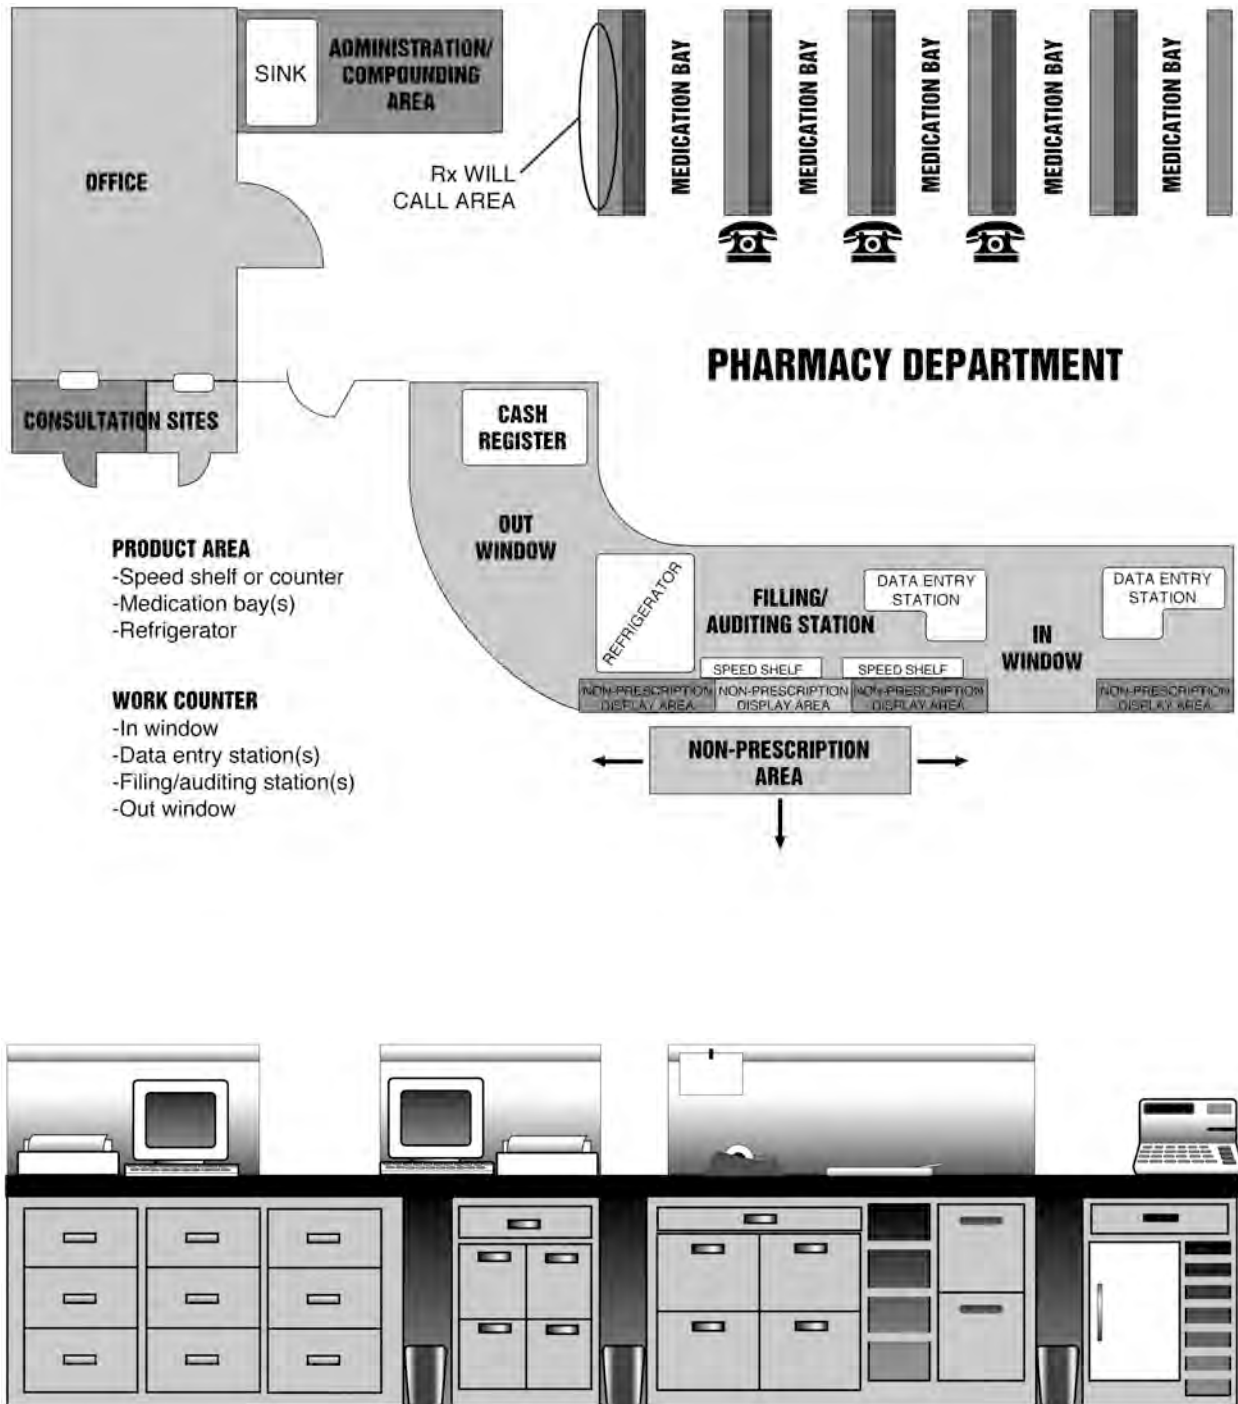 SINK
ADMINISTRATION/
COMPOUNDING
AREA
OFFICE
Rx WILL
CALL AREA
MEDICATION BAY
MEDICATION BAY
MEDICATION BAY
MEDICATION BAY
MEDICATION BAY
PHARMACY DEPARTMENT
CONSULTATION SITES
CASH
REGISTER
OUT
WINDOW
REFRIGERATOR
FILLING/
AUDITING STATION
DATA ENTRY
STATION
IN
WINDOW
DATA ENTRY
STATION
SPEED SHELF
SPEED SHELF
NON-PRESCRIPTION
DISPLAY AREA
NON-PRESCRIPTION
DISPLAY AREA
NON-PRESCRIPTION
DISPLAY AREA
NON-PRESCRIPTION
DISPLAY AREA
NON-PRESCRIPTION
AREA
PRODUCT AREA
-Speed shelf or counter
-Medication bay(s)
-Refrigerator
WORK COUNTER
-In window
-Data entry station(s)
-Filing/auditing station(s)
-Out window